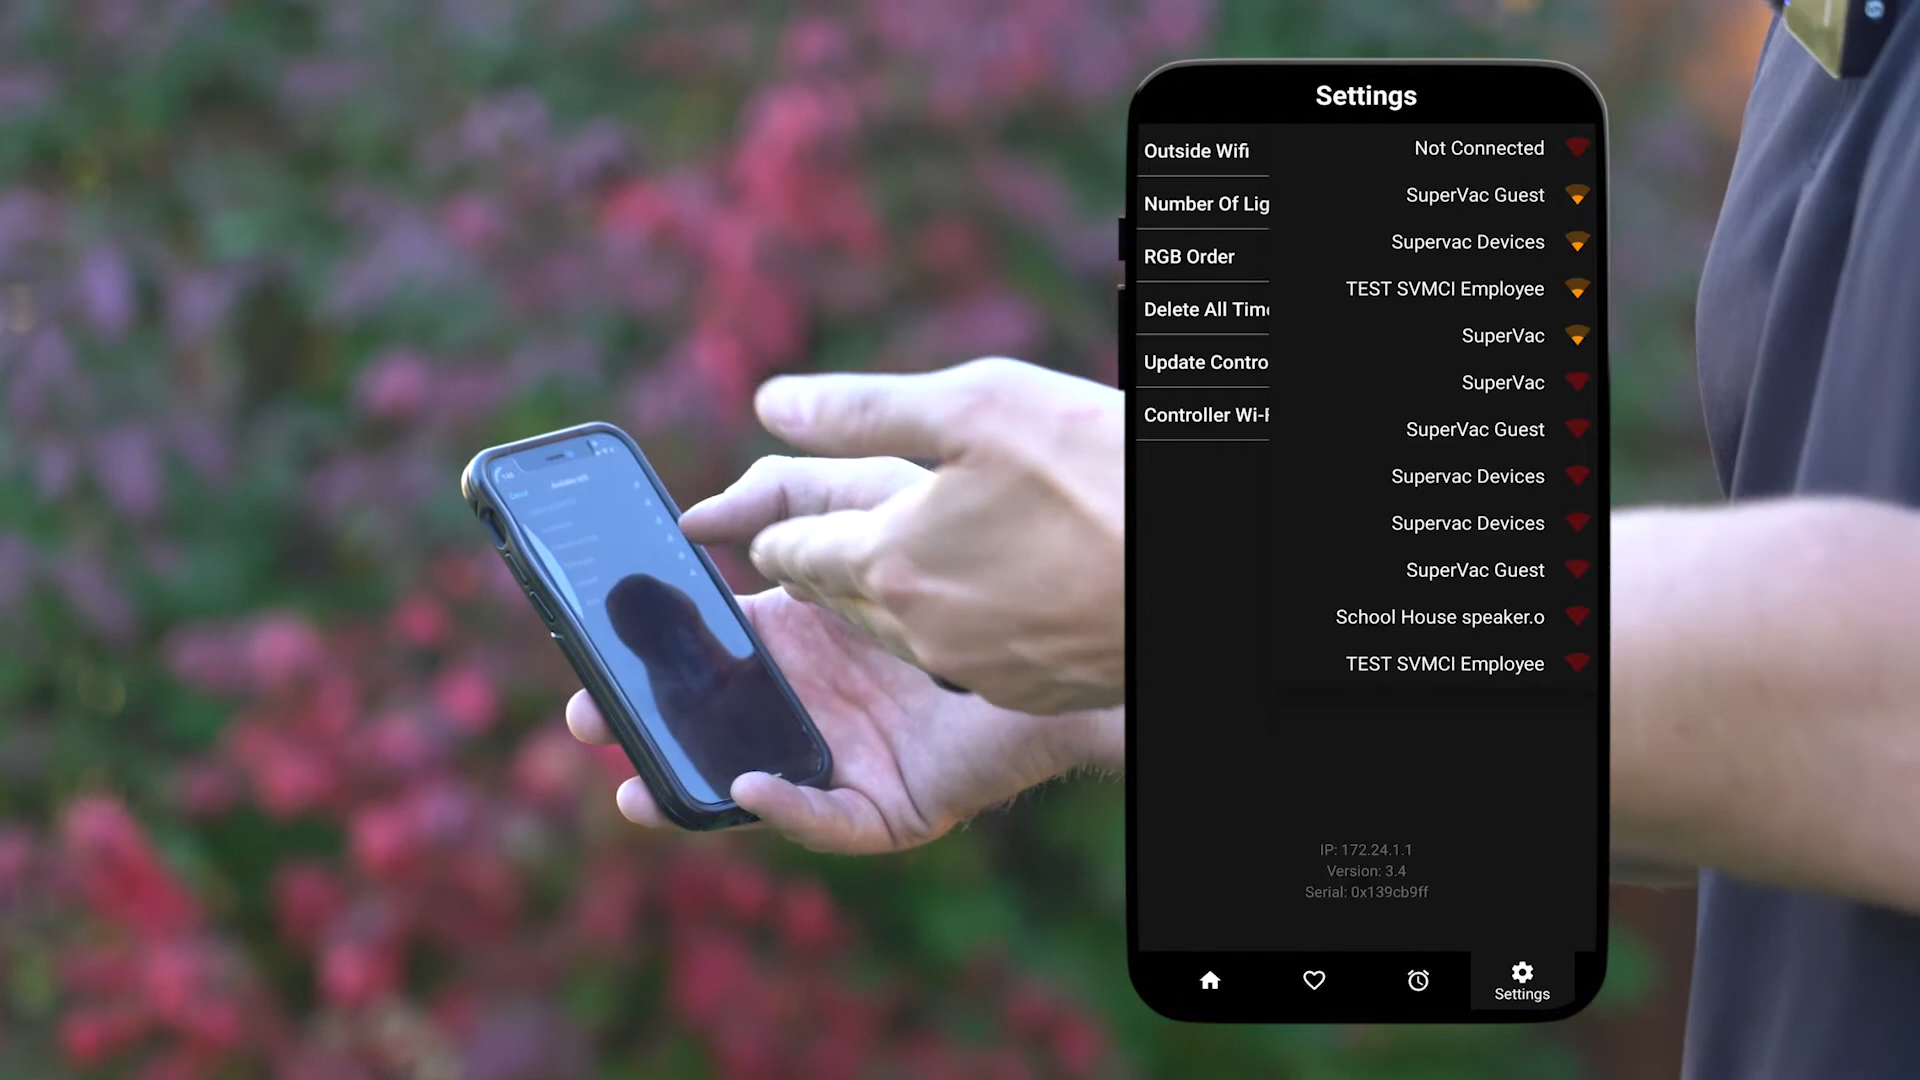 Settings
Outside Wifi
Number Of Lig
RGB Order
Delete All Tim
Update Contro
Controller Wi-F
Not Connected
SuperVac Guest
Supervac Devices
TEST SVMCI Employee
SuperVac
SuperVac
SuperVac Guest
Supervac Devices
Supervac Devices
SuperVac Guest
School House speaker.o
TEST SVMCI Employee
IP: 172.24.1.1
Version: 3.4
Serial: 0x139cb9ff
Settings